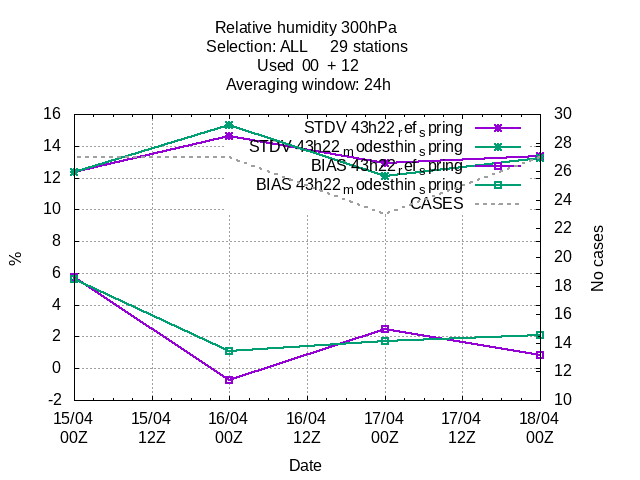 Relative humidity 300hPa
Selection: ALL 29 stations
Used 00 + 12
Averaging window: 24h
STDV 43h22_ref_spring
STDV 43h22_modesthin_spring
BIAS 43h22_ref_spring
BIAS 43h22_modesthin_spring
CASES
16
14
12
10
8
6
4
2
0
-2
%
30
28
26
24
22
20
18
16
14
12
10
No cases
15/04 15/04 16/04 16/04 17/04 17/04 18/04
00Z 12Z 00Z 12Z 00Z 12Z 00Z
Date